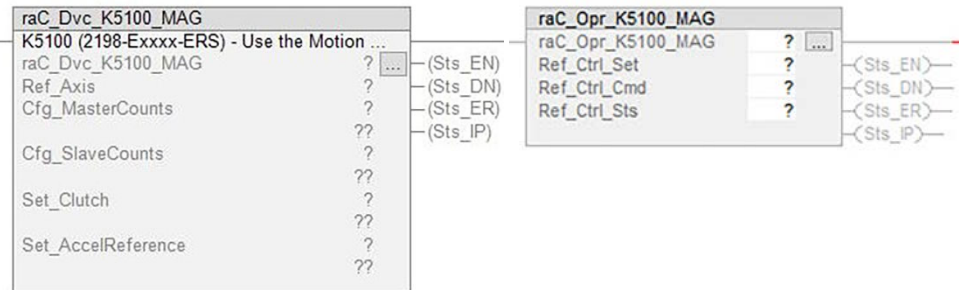 raC_Dvc_K5100_MAG
K5100 (2198-Exxxx-ERS) - Use the Motion ...
raC_Dvc_K5100_MAG ? ... (Sts_EN)
Ref_Axis ? (Sts_DN)
Cfg_MasterCounts ? (Sts_ER)
?? (Sts_IP)
Cfg_SlaveCounts ?
??
Set_Clutch ?
??
Set_AccelReference ?
??
raC_Opr_K5100_MAG
raC_Opr_K5100_MAG ? ...
Ref_Ctrl_Set ? (Sts_EN)
Ref_Ctrl_Cmd ? (Sts_DN)
Ref_Ctrl_Sts ? (Sts_ER)
(Sts_IP)